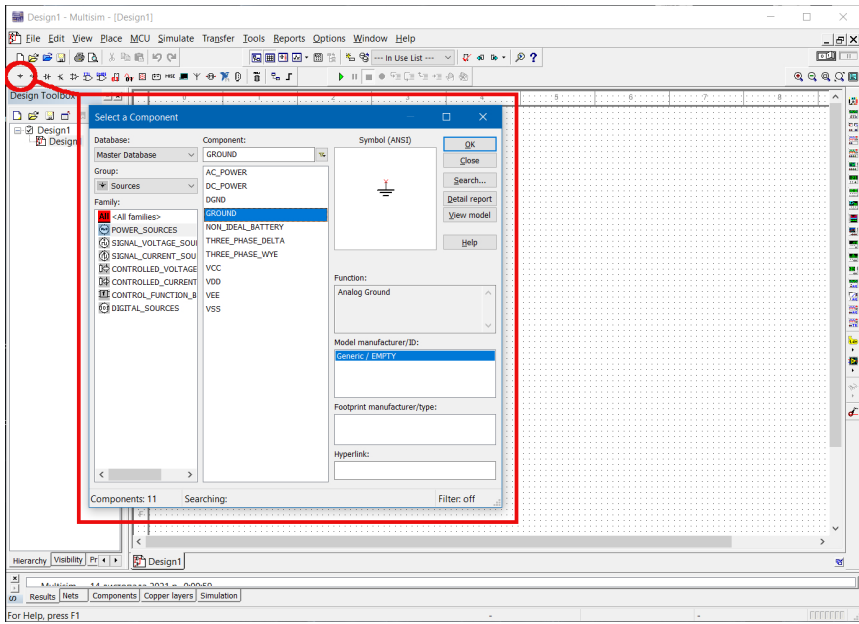 Design1 - Multisim - [Design1]
File Edit View Place MCU Simulate Transfer Tools Reports Options Window Help
--- In Use List ---
Design Toolbox
Design1
Design
Select a Component
Database:
Master Database
Group:
Sources
Family:
All <All families>
POWER_SOURCES
SIGNAL_VOLTAGE_SOU
SIGNAL_CURRENT_SOU
CONTROLLED_VOLTAGE
CONTROLLED_CURRENT
CONTROL_FUNCTION_B
DIGITAL_SOURCES
Component:
GROUND
AC_POWER
DC_POWER
DGND
GROUND
NON_IDEAL_BATTERY
THREE_PHASE_DELTA
THREE_PHASE_WYE
VCC
VDD
VEE
VSS
Symbol (ANSI)
OK
Close
Search...
Detail report
View model
Help
Function:
Analog Ground
Model manufacturer/ID:
Generic / EMPTY
Footprint manufacturer/type:
Hyperlink:
Components: 11 Searching: Filter: off
Hierarchy Visibility Pr
Design1
Results Nets Components Copper layers Simulation
For Help, press F1 - -